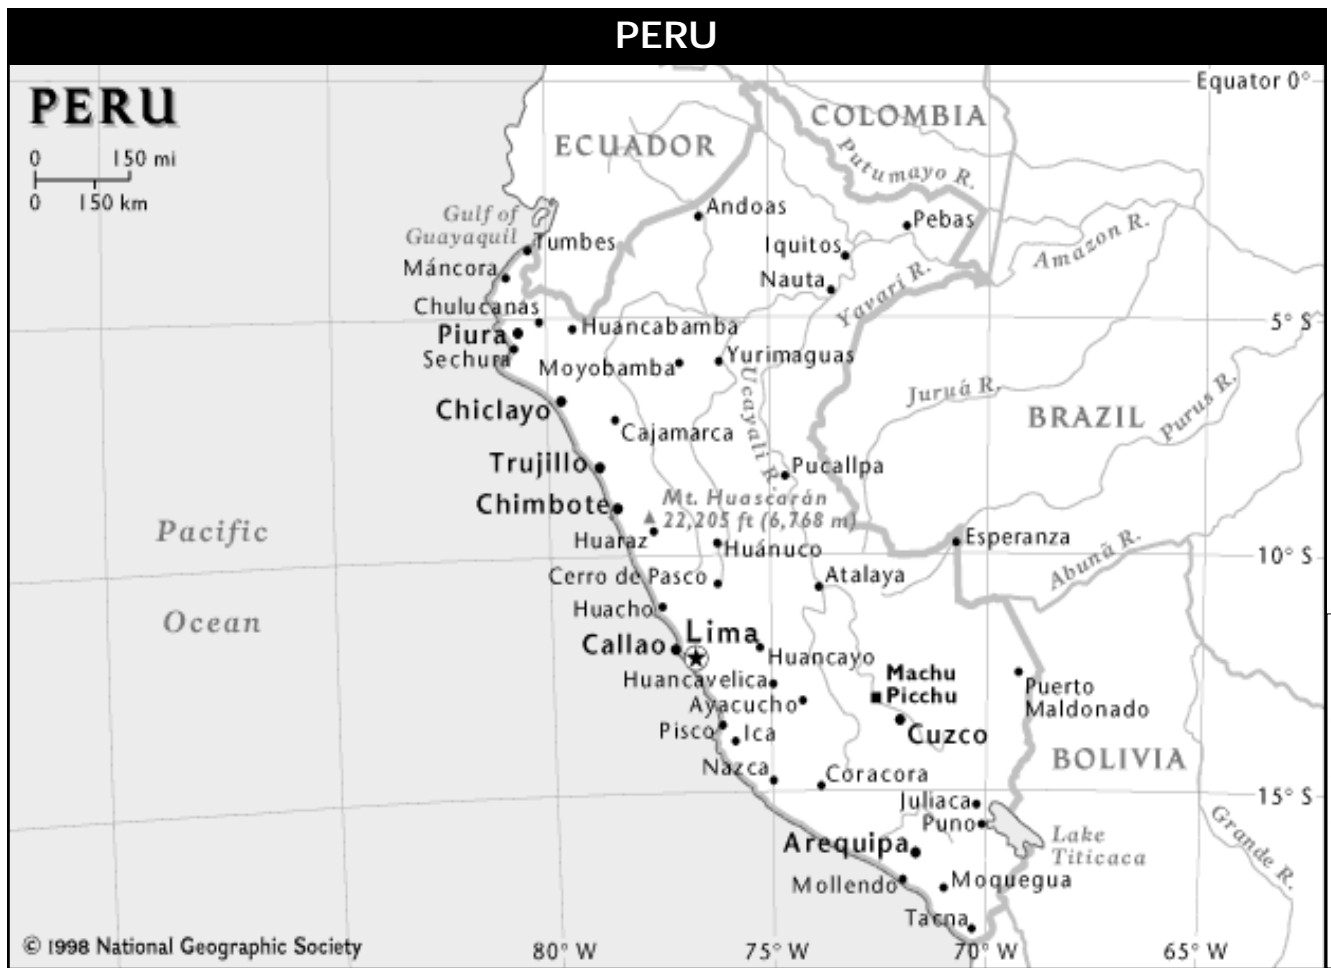 PERU
PERU
0 150 mi
0 150 km
Equator 0°
COLOMBIA
ECUADOR
Putumayo R.
Andoas
Pebas
Gulf of
Guayaquil
Tumbes
Iquitos
Amazon R.
Máncora
Nauta
Yavarí R.
Chulucanas
5° S
Piura
Huancabamba
Sechura
Moyobamba
Yurimaguas
Ucayali R.
Juruá R.
Purus R.
BRAZIL
Chiclayo
Cajamarca
Trujillo
Pucallpa
Chimbote
Mt. Huascarán
22,205 ft (6,768 m)
Pacific
Ocean
Huaraz
Huánuco
Esperanza
Abunã R.
10° S
Cerro de Pasco
Atalaya
Huacho
Callao
Lima
Huancayo
Huancavelica
Machu
Picchu
Puerto
Maldonado
Ayacucho
Pisco
Ica
Cuzco
BOLIVIA
Nazca
Coracora
15° S
Juliaca
Puno
Lake
Titicaca
Grande R.
Arequipa
Mollendo
Moquegua
Tacna
© 1998 National Geographic Society
80° W
75° W
70° W
65° W